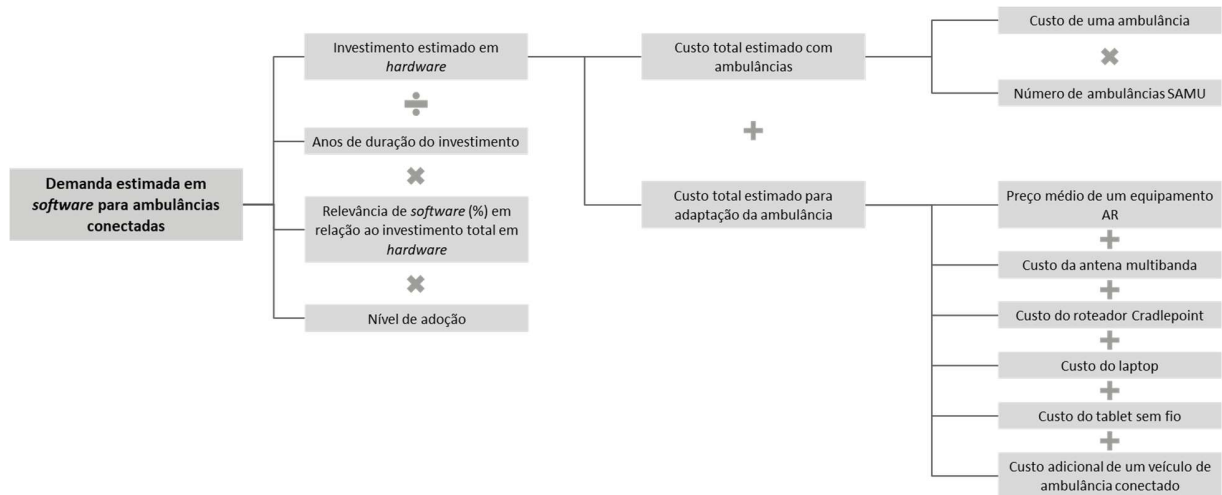 Demanda estimada em
software para ambulâncias
conectadas
Investimento estimado em
hardware
÷
Anos de duração do investimento
×
Relevância de software (%) em
relação ao investimento total em
hardware
×
Nível de adoção
Custo total estimado com
ambulâncias
+
Custo total estimado para
adaptação da ambulância
Custo de uma ambulância
×
Número de ambulâncias SAMU
Preço médio de um equipamento
AR
+
Custo da antena multibanda
+
Custo do roteador Cradlepoint
+
Custo do laptop
+
Custo do tablet sem fio
+
Custo adicional de um veículo de
ambulância conectado